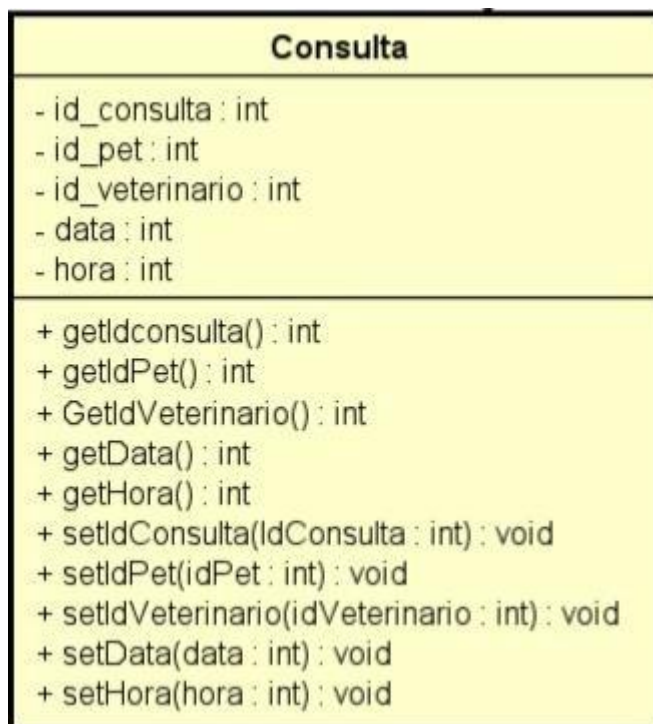 Consulta
- id_consulta : int
- id_pet : int
- id_veterinario : int
- data : int
- hora : int
+ getIdconsulta() : int
+ getIdPet() : int
+ GetIdVeterinario() : int
+ getData() : int
+ getHora() : int
+ setIdConsulta(IdConsulta : int) : void
+ setIdPet(idPet : int) : void
+ setIdVeterinario(idVeterinario : int) : void
+ setData(data : int) : void
+ setHora(hora : int) : void